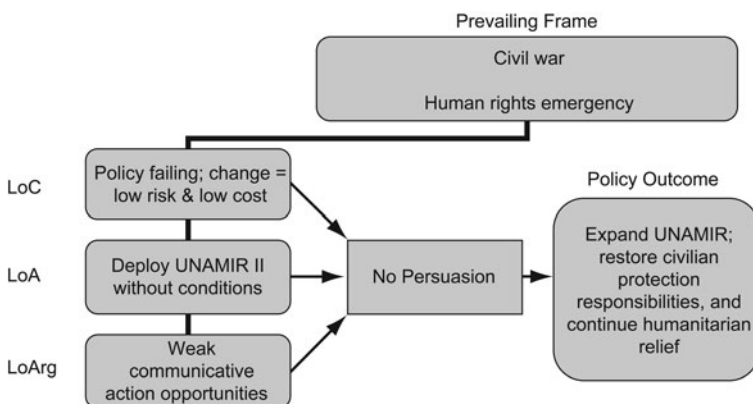 Prevailing Frame
Civil war
Human rights emergency
LoC
Policy failing; change =
low risk & low cost
LoA
Deploy UNAMIR II
without conditions
LoArg
Weak
communicative
action opportunities
No Persuasion
Policy Outcome
Expand UNAMIR;
restore civilian
protection
responsibilities, and
continue humanitarian
relief